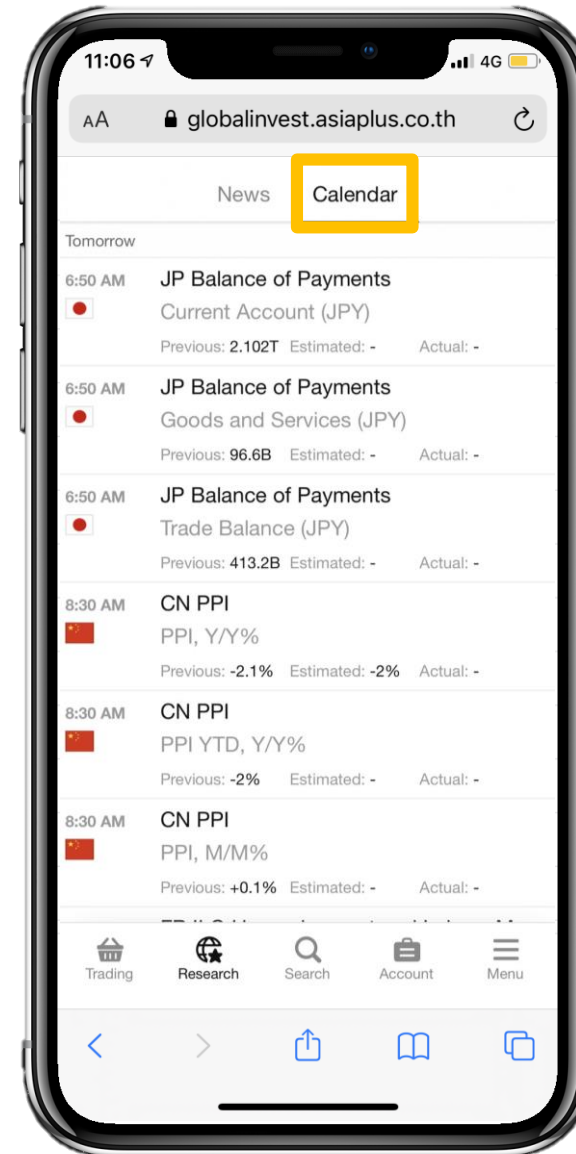 11:06
4G
AA globalinvest.asiaplus.co.th
News Calendar
Tomorrow
6:50 AM JP Balance of Payments
Current Account (JPY)
Previous: 2.102T Estimated: - Actual: -
6:50 AM JP Balance of Payments
Goods and Services (JPY)
Previous: 96.6B Estimated: - Actual: -
6:50 AM JP Balance of Payments
Trade Balance (JPY)
Previous: 413.2B Estimated: - Actual: -
8:30 AM CN PPI
PPI, Y/Y%
Previous: -2.1% Estimated: -2% Actual: -
8:30 AM CN PPI
PPI YTD, Y/Y%
Previous: -2% Estimated: - Actual: -
8:30 AM CN PPI
PPI, M/M%
Previous: +0.1% Estimated: - Actual: -
Trading Research Search Account Menu